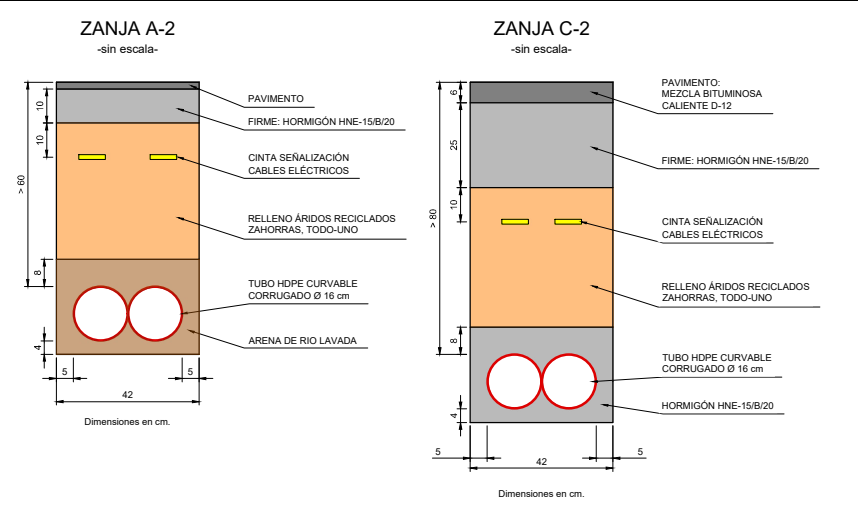 ZANJA A-2
-sin escala-
PAVIMENTO
FIRME: HORMIGÓN HNE-15/B/20
CINTA SEÑALIZACIÓN
CABLES ELÉCTRICOS
RELLENO ÁRIDOS RECICLADOS
ZAHORRAS, TODO-UNO
TUBO HDPE CURVABLE
CORRUGADO Ø 16 cm
ARENA DE RIO LAVADA
10
10
> 60
8
4
5
5
42
Dimensiones en cm.
ZANJA C-2
-sin escala-
PAVIMENTO:
MEZCLA BITUMINOSA
CALIENTE D-12
FIRME: HORMIGÓN HNE-15/B/20
CINTA SEÑALIZACIÓN
CABLES ELÉCTRICOS
RELLENO ÁRIDOS RECICLADOS
ZAHORRAS, TODO-UNO
TUBO HDPE CURVABLE
CORRUGADO Ø 16 cm
HORMIGÓN HNE-15/B/20
6
25
10
> 80
8
4
5
5
42
Dimensiones en cm.